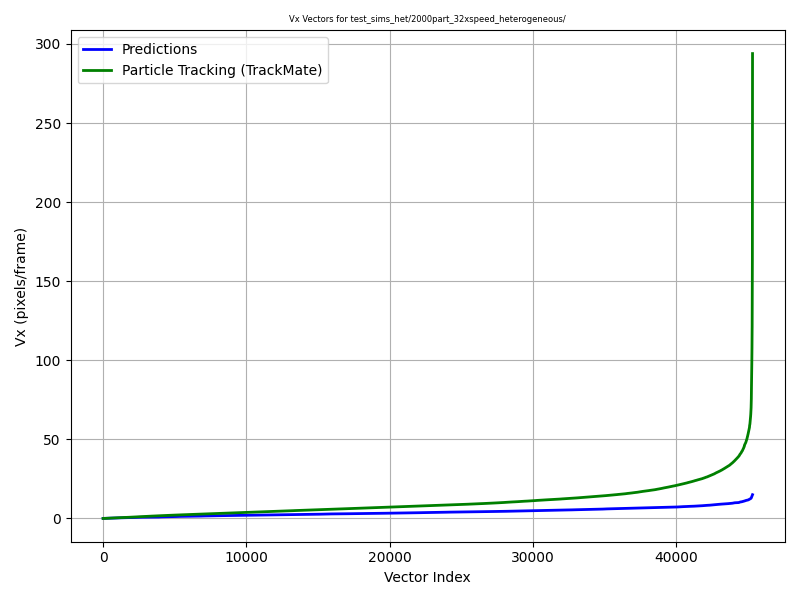 Vx Vectors for test_sims_het/2000part_32xspeed_heterogeneous/
Predictions
Particle Tracking (TrackMate)
300
250
200
150
100
50
0
Vx (pixels/frame)
0 10000 20000 30000 40000
Vector Index